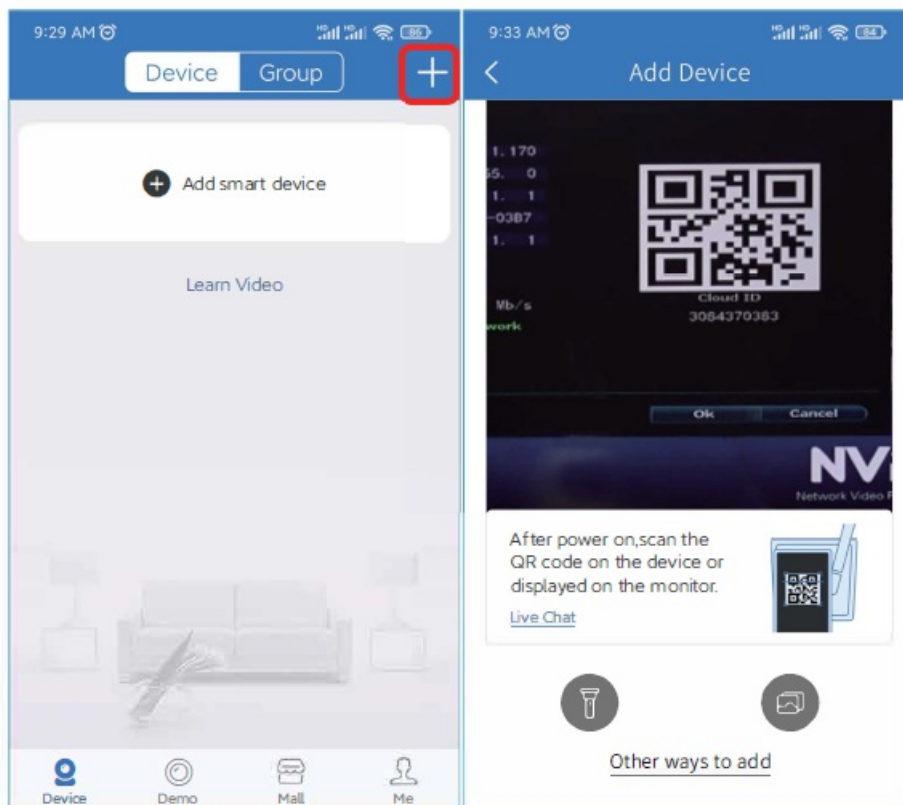 9:29 AM
85
Device
Group
Add smart device
Learn Video
Device
Demo
Mall
Me
9:33 AM
84
Add Device
1.170
55. 0
1. 1
-03B7
1. 1
Mb/s
work
Cloud ID
3084370383
Ok
Cancel
NV
Network Video
After power on,scan the
QR code on the device or
displayed on the monitor.
Live Chat
Other ways to add